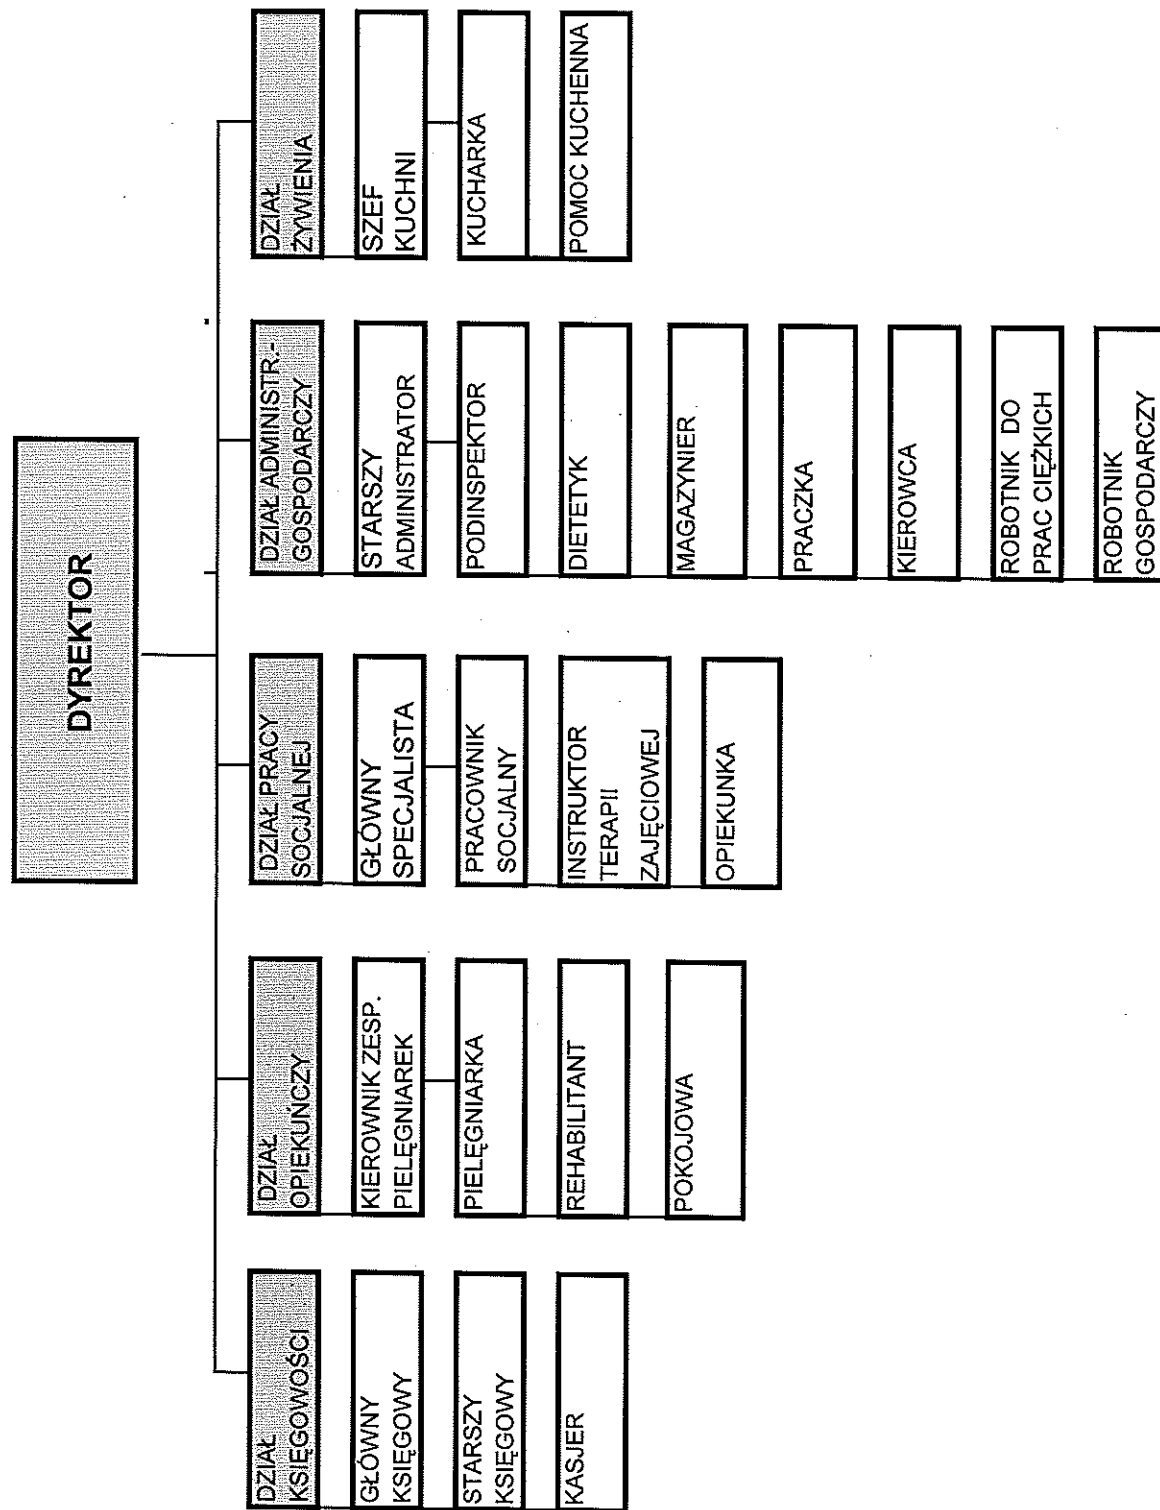 DYREKTOR
DZIAŁ
KSIĘGOWOŚCI
GŁÓWNY
KSIĘGOWY
STARSZY
KSIĘGOWY
KASJER
DZIAŁ
OPIEKUŃCZY
KIEROWNIK ZESP.
PIELĘGNIAREK
PIELĘGNIARKA
REHABILITANT
POKOJOWA
DZIAŁ PRACY
SOCJALNEJ
GŁÓWNY
SPECJALISTA
PRACOWNIK
SOCJALNY
INSTRUKTOR
TERAPII
ZAJĘCIOWEJ
OPIEKUNKA
DZIAŁ ADMINISTR.-
GOSPODARCZY
STARSZY
ADMINISTRATOR
PODINSPEKTOR
DIETETYK
MAGAZYNIER
PRACZKA
KIEROWCA
ROBOTNIK DO
PRAC CIĘŻKICH
ROBOTNIK
GOSPODARCZY
DZIAŁ
ŻYWIENIA
SZEF
KUCHNI
KUCHARKA
POMOC KUCHENNA